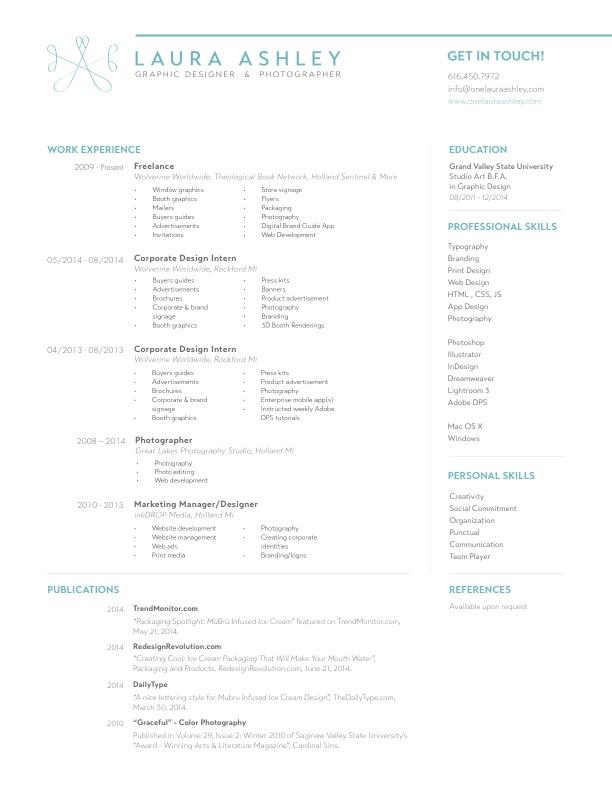 LAURA ASHLEY
GRAPHIC DESIGNER & PHOTOGRAPHER
GET IN TOUCH!
616.450.7972
info@onelauraashley.com
www.onelauraashley.com
WORK EXPERIENCE
2009 - Present
Freelance
Wolverine Worldwide, Theological Book Network, Holland Sentinel & More
• Window graphics
• Booth graphics
• Mailers
• Buyers guides
• Advertisements
• Invitations
• Store signage
• Flyers
• Packaging
• Photography
• Digital Brand Guide App
• Web Development
05/2014 - 08/2014
Corporate Design Intern
Wolverine Worldwide, Rockford MI
• Buyers guides
• Advertisements
• Brochures
• Corporate & brand
signage
• Booth graphics
• Press kits
• Banners
• Product advertisement
• Photography
• Branding
• 3D Booth Renderings
04/2013 - 08/2013
Corporate Design Intern
Wolverine Worldwide, Rockford MI
• Buyers guides
• Advertisements
• Brochures
• Corporate & brand
signage
• Booth graphics
• Press kits
• Product advertisement
• Photography
• Enterprise mobile app(s)
• Instructed weekly Adobe
DPS tutorials
2008 – 2014
Photographer
Great Lakes Photography Studio, Holland MI
• Photography
• Photo editing
• Web development
2010 - 2013
Marketing Manager/Designer
inkDROP Media, Holland MI
• Website development
• Website management
• Web ads
• Print media
• Photography
• Creating corporate
identities
• Branding/logos
EDUCATION
Grand Valley State University
Studio Art B.F.A.
in Graphic Design
08/2011 - 12/2014
PROFESSIONAL SKILLS
Typography
Branding
Print Design
Web Design
HTML , CSS, JS
App Design
Photography
Photoshop
Illustrator
InDesign
Dreamweaver
Lightroom 3
Adobe DPS
Mac OS X
Windows
PERSONAL SKILLS
Creativity
Social Commitment
Organization
Punctual
Communication
Team Player
PUBLICATIONS
2014
TrendMonitor.com
"Packaging Spotlight: MüBrü Infused Ice Cream" featured on TrendMonitor.com,
May 21, 2014.
2014
RedesignRevolution.com
"Creating Cool: Ice Cream Packaging That Will Make Your Mouth Water",
Packaging and Products. RedesignRevolution.com, June 21, 2014.
2014
DailyType
"A nice lettering style for Mubru Infused Ice Cream Design", TheDailyType.com,
March 30, 2014.
2010
"Graceful" - Color Photography
Published in Volume 29, Issue 2: Winter 2010 of Saginaw Valley State University's
"Award - Winning Arts & Literature Magazine", Cardinal Sins.
REFERENCES
Available upon request